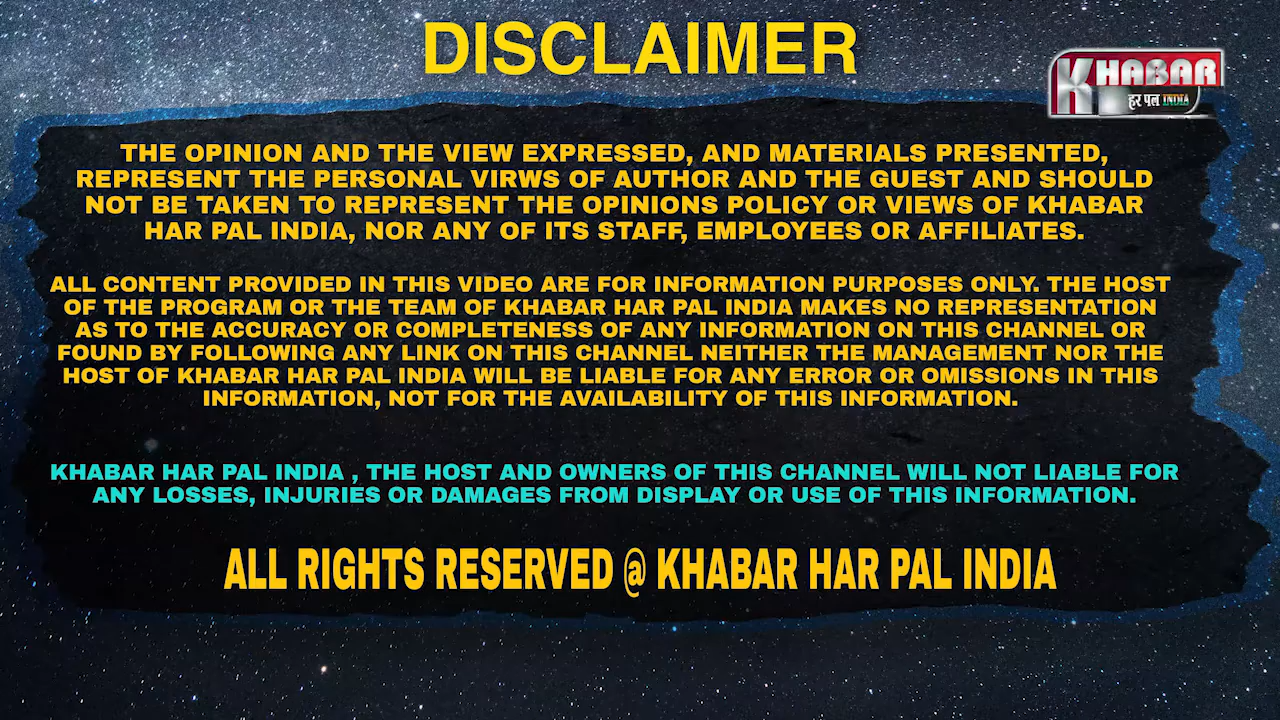 DISCLAIMER
KHABAR
हर पल INDIA
THE OPINION AND THE VIEW EXPRESSED, AND MATERIALS PRESENTED,
REPRESENT THE PERSONAL VIRWS OF AUTHOR AND THE GUEST AND SHOULD
NOT BE TAKEN TO REPRESENT THE OPINIONS POLICY OR VIEWS OF KHABAR
HAR PAL INDIA, NOR ANY OF ITS STAFF, EMPLOYEES OR AFFILIATES.
ALL CONTENT PROVIDED IN THIS VIDEO ARE FOR INFORMATION PURPOSES ONLY. THE HOST
OF THE PROGRAM OR THE TEAM OF KHABAR HAR PAL INDIA MAKES NO REPRESENTATION
AS TO THE ACCURACY OR COMPLETENESS OF ANY INFORMATION ON THIS CHANNEL OR
FOUND BY FOLLOWING ANY LINK ON THIS CHANNEL NEITHER THE MANAGEMENT NOR THE
HOST OF KHABAR HAR PAL INDIA WILL BE LIABLE FOR ANY ERROR OR OMISSIONS IN THIS
INFORMATION, NOT FOR THE AVAILABILITY OF THIS INFORMATION.
KHABAR HAR PAL INDIA , THE HOST AND OWNERS OF THIS CHANNEL WILL NOT LIABLE FOR
ANY LOSSES, INJURIES OR DAMAGES FROM DISPLAY OR USE OF THIS INFORMATION.
ALL RIGHTS RESERVED @ KHABAR HAR PAL INDIA